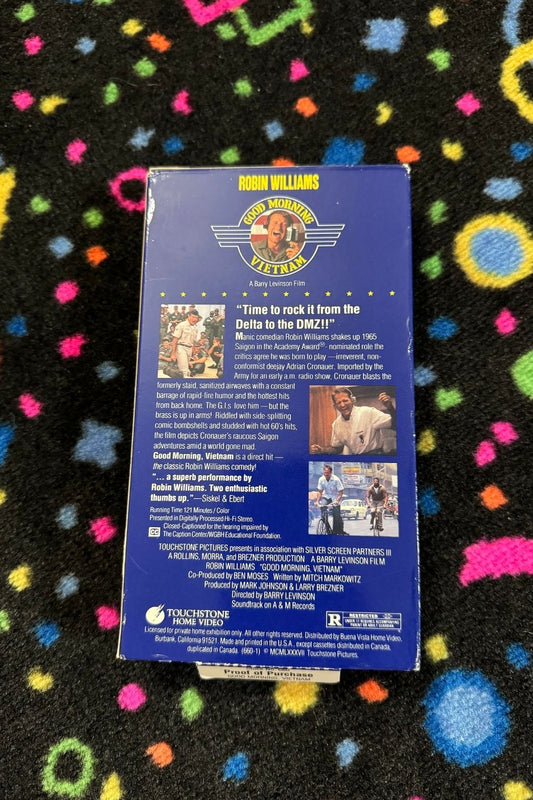 ROBIN WILLIAMS
GOOD MORNING
VIETNAM
A Barry Levinson Film
"Time to rock it from the
Delta to the DMZ!!"
Manic comedian Robin Williams shakes up 1965
Saigon in the Academy Award®- nominated role the
critics agree he was born to play — irreverent, non-
conformist deejay Adrian Cronauer. Imported by the
Army for an early a.m. radio show, Cronauer blasts the
formerly staid, sanitized airwaves with a constant
barrage of rapid-fire humor and the hottest hits
from back home. The G.I.s love him — but the
brass is up in arms! Riddled with side-splitting
comic bombshells and studded with hot 60's hits,
the film depicts Cronauer's raucous Saigon
adventures amid a world gone mad.
Good Morning, Vietnam is a direct hit —
the classic Robin Williams comedy!
"... a superb performance by
Robin Williams. Two enthusiastic
thumbs up."—Siskel & Ebert
Running Time 121 Minutes / Color
Presented in Digitally Processed Hi-Fi Stereo.
CC Closed-Captioned for the hearing impaired by
The Caption Center/WGBH Educational Foundation.
TOUCHSTONE PICTURES presents in association with SILVER SCREEN PARTNERS III
A ROLLINS, MORRA, and BREZNER PRODUCTION A BARRY LEVINSON FILM
ROBIN WILLIAMS "GOOD MORNING, VIETNAM"
Co-Produced by BEN MOSES Written by MITCH MARKOWITZ
Produced by MARK JOHNSON & LARRY BREZNER
Directed by BARRY LEVINSON
Soundtrack on A & M Records
TOUCHSTONE
HOME VIDEO
R RESTRICTED
UNDER 17 REQUIRES ACCOMPANYING
PARENT OR ADULT GUARDIAN
Licensed for private home exhibition only. All other rights reserved. Distributed by Buena Vista Home Video,
Burbank, California 91521. Made and printed in the U.S.A., except cassettes distributed in Canada,
duplicated in Canada. (660-1) © MCMLXXXVII Touchstone Pictures.
Proof of Purchase
"GOOD MORNING, VIETNAM"